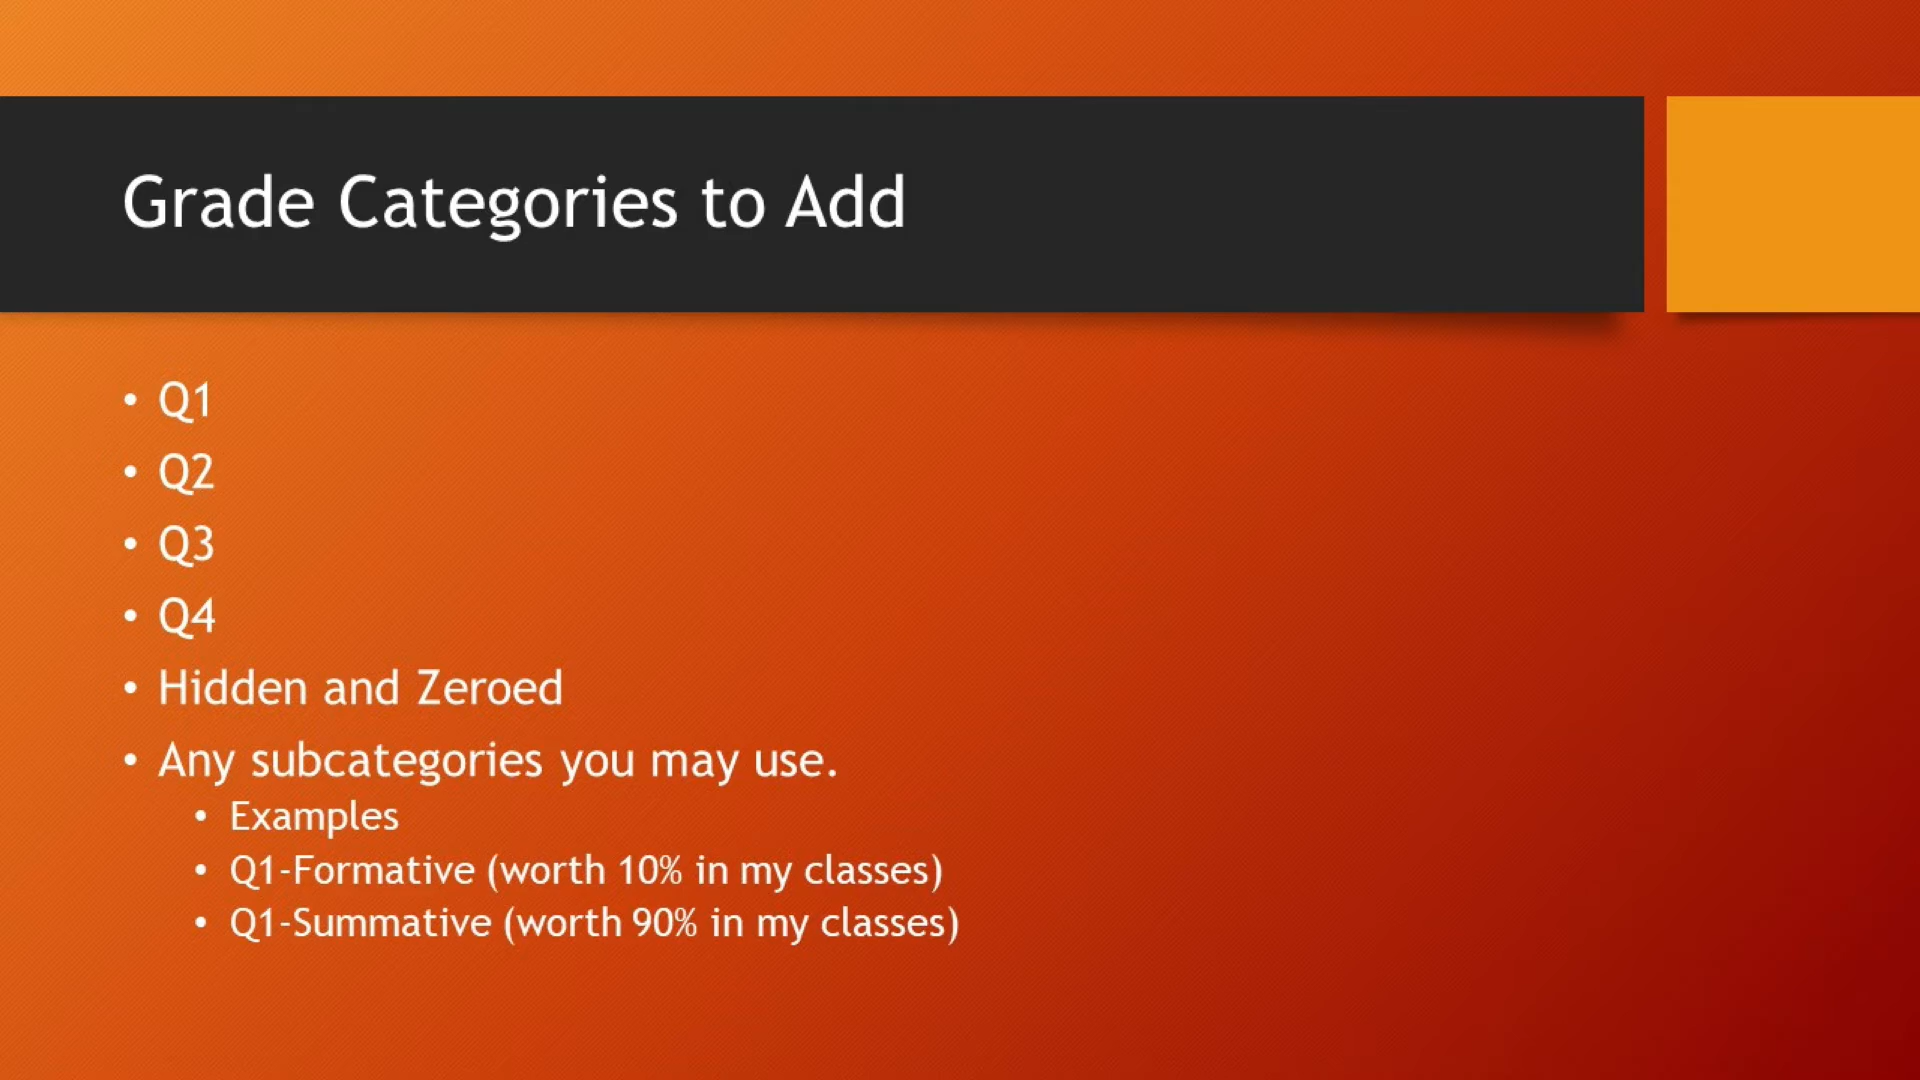 Grade Categories to Add
• Q1
• Q2
• Q3
• Q4
• Hidden and Zeroed
• Any subcategories you may use.
• Examples
• Q1-Formative (worth 10% in my classes)
• Q1-Summative (worth 90% in my classes)